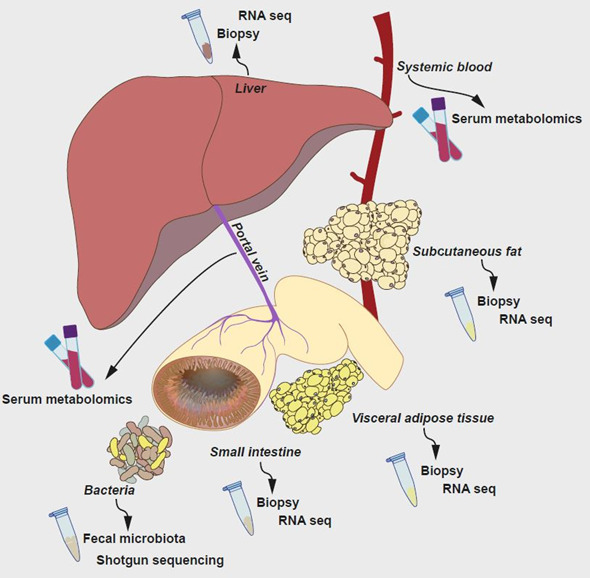 RNA seq
Biopsy
Liver
Systemic blood
Serum metabolomics
Portal vein
Subcutaneous fat
Biopsy
RNA seq
Serum metabolomics
Visceral adipose tissue
Biopsy
RNA seq
Small intestine
Biopsy
RNA seq
Bacteria
Fecal microbiota
Shotgun sequencing